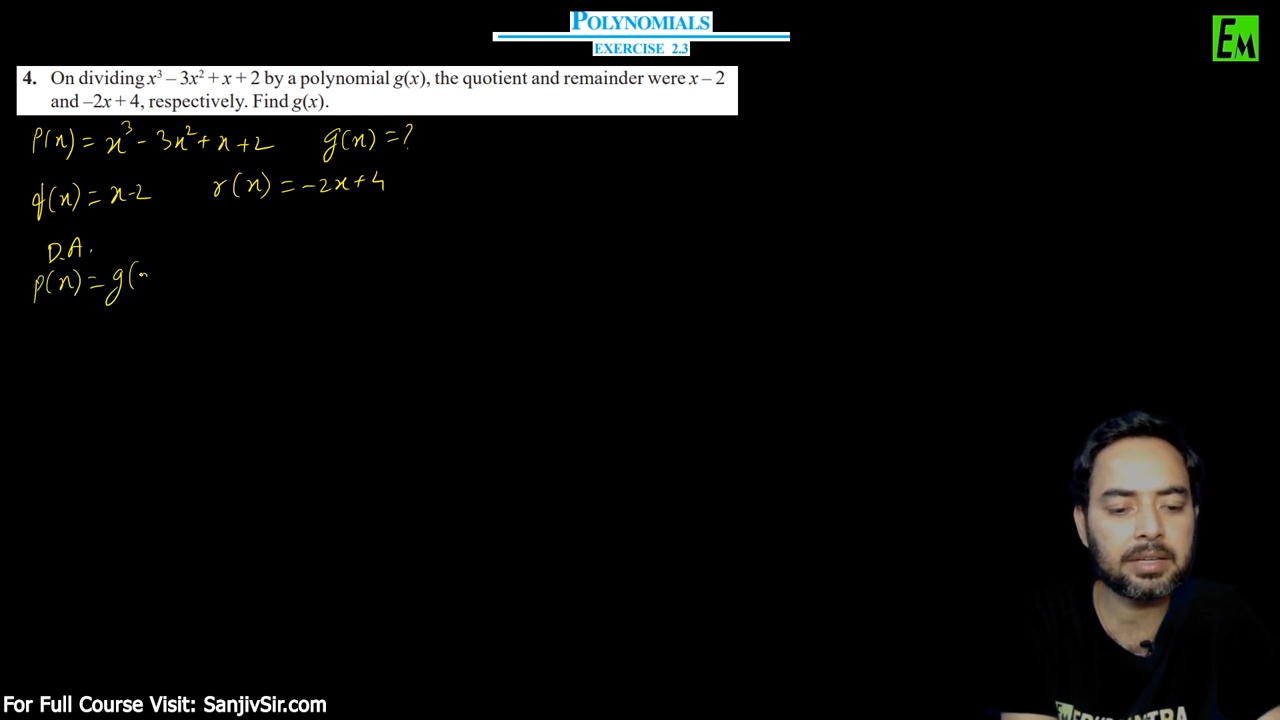 POLYNOMIALS
EXERCISE 2.3
EM
4. On dividing x³ – 3x² + x + 2 by a polynomial g(x), the quotient and remainder were x – 2
and –2x + 4, respectively. Find g(x).
p(x) = x³ - 3x² + x + 2 g(x) = ?
q(x) = x-2 r(x) = -2x+4
D.A.
p(x) = g(
For Full Course Visit: SanjivSir.com